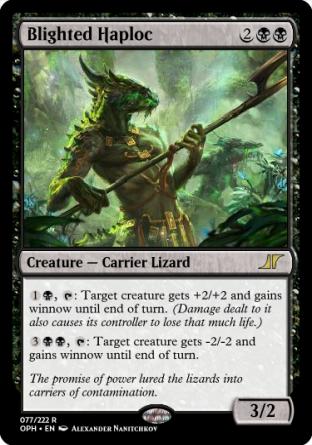 Blighted Haploc 2
Creature — Carrier Lizard
1 , : Target creature gets +2/+2 and gains
winnow until end of turn. (Damage dealt to it
also causes its controller to lose that much life.)
3 , : Target creature gets -2/-2 and
gains winnow until end of turn.
The promise of power lured the lizards into
carriers of contamination.
3/2
077/222 R
OPH • EN Alexander Nanitchkov